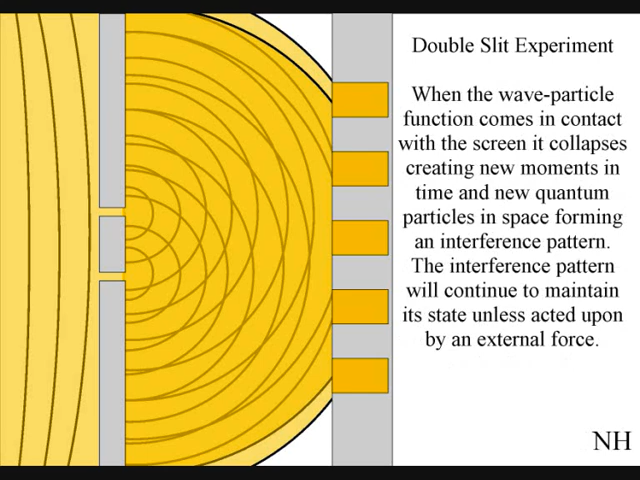 Double Slit Experiment
When the wave-particle
function comes in contact
with the screen it collapses
creating new moments in
time and new quantum
particles in space forming
an interference pattern.
The interference pattern
will continue to maintain
its state unless acted upon
by an external force.
NH